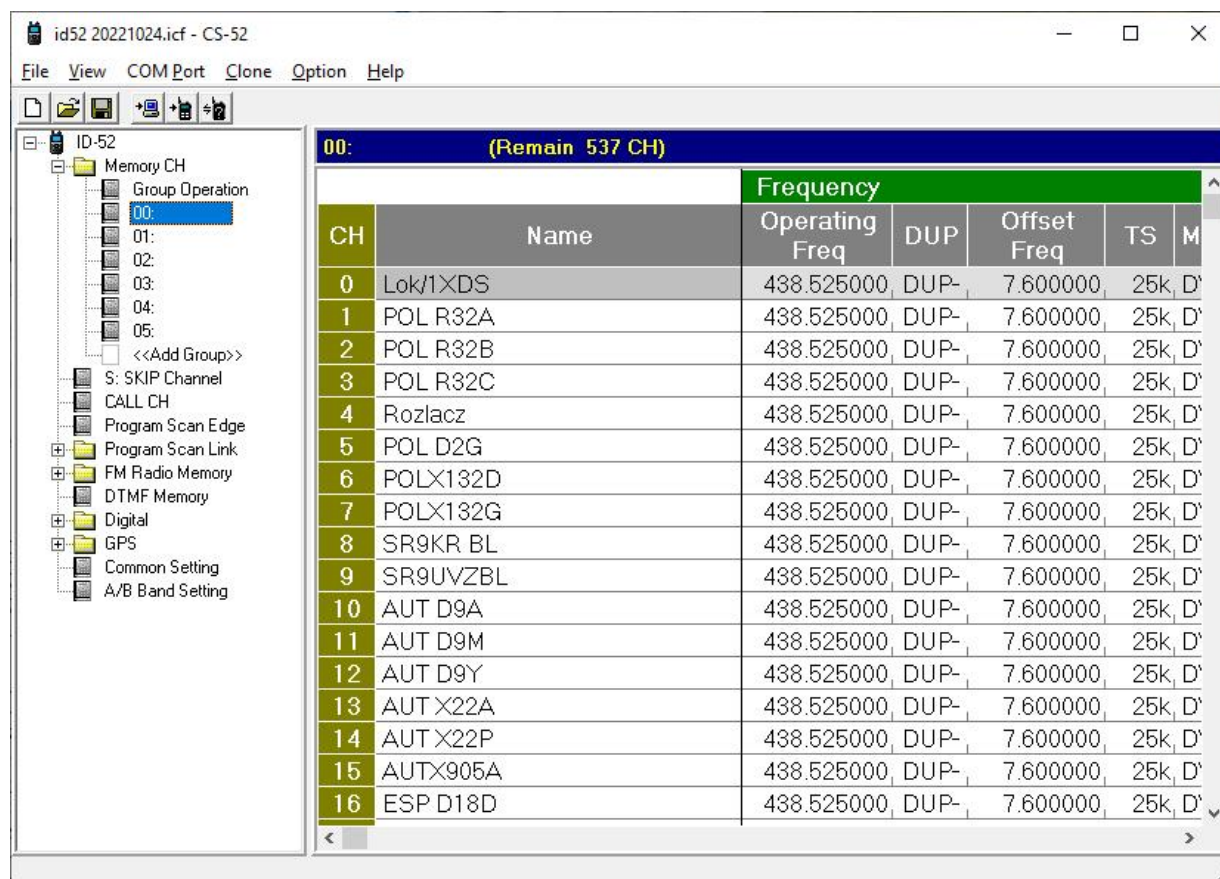 id52 20221024.icf - CS-52
File View COM Port Clone Option Help
ID-52
Memory CH
Group Operation
00:
01:
02:
03:
04:
05:
<<Add Group>>
S: SKIP Channel
CALL CH
Program Scan Edge
Program Scan Link
FM Radio Memory
DTMF Memory
Digital
GPS
Common Setting
A/B Band Setting
00: (Remain 537 CH)
Frequency
CH Name Operating Freq DUP Offset Freq TS M
0 Lok/1XDS 438.525000 DUP- 7.600000 25k D
1 POL R32A 438.525000 DUP- 7.600000 25k D
2 POL R32B 438.525000 DUP- 7.600000 25k D
3 POL R32C 438.525000 DUP- 7.600000 25k D
4 Rozlacz 438.525000 DUP- 7.600000 25k D
5 POL D2G 438.525000 DUP- 7.600000 25k D
6 POLX132D 438.525000 DUP- 7.600000 25k D
7 POLX132G 438.525000 DUP- 7.600000 25k D
8 SR9KR BL 438.525000 DUP- 7.600000 25k D
9 SR9UVZBL 438.525000 DUP- 7.600000 25k D
10 AUT D9A 438.525000 DUP- 7.600000 25k D
11 AUT D9M 438.525000 DUP- 7.600000 25k D
12 AUT D9Y 438.525000 DUP- 7.600000 25k D
13 AUT X22A 438.525000 DUP- 7.600000 25k D
14 AUT X22P 438.525000 DUP- 7.600000 25k D
15 AUTX905A 438.525000 DUP- 7.600000 25k D
16 ESP D18D 438.525000 DUP- 7.600000 25k D